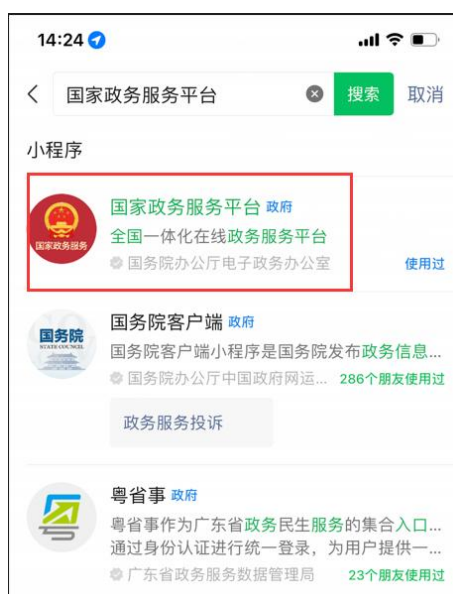 14:24
国家政务服务平台 搜索 取消
小程序
国家政务服务平台 政府
全国一体化在线政务服务平台
国务院办公厅电子政务办公室 使用过
国家政务服务
国务院客户端 政府
国务院客户端小程序是国务院发布政务信息...
国务院办公厅中国政府网运... 286个朋友使用过
国务院
STATE COUNCIL
政务服务投诉
粤省事 政府
粤省事作为广东省政务民生服务的集合入口...
通过身份认证进行统一登录，为用户提供一...
广东省政务服务数据管理局 23个朋友使用过